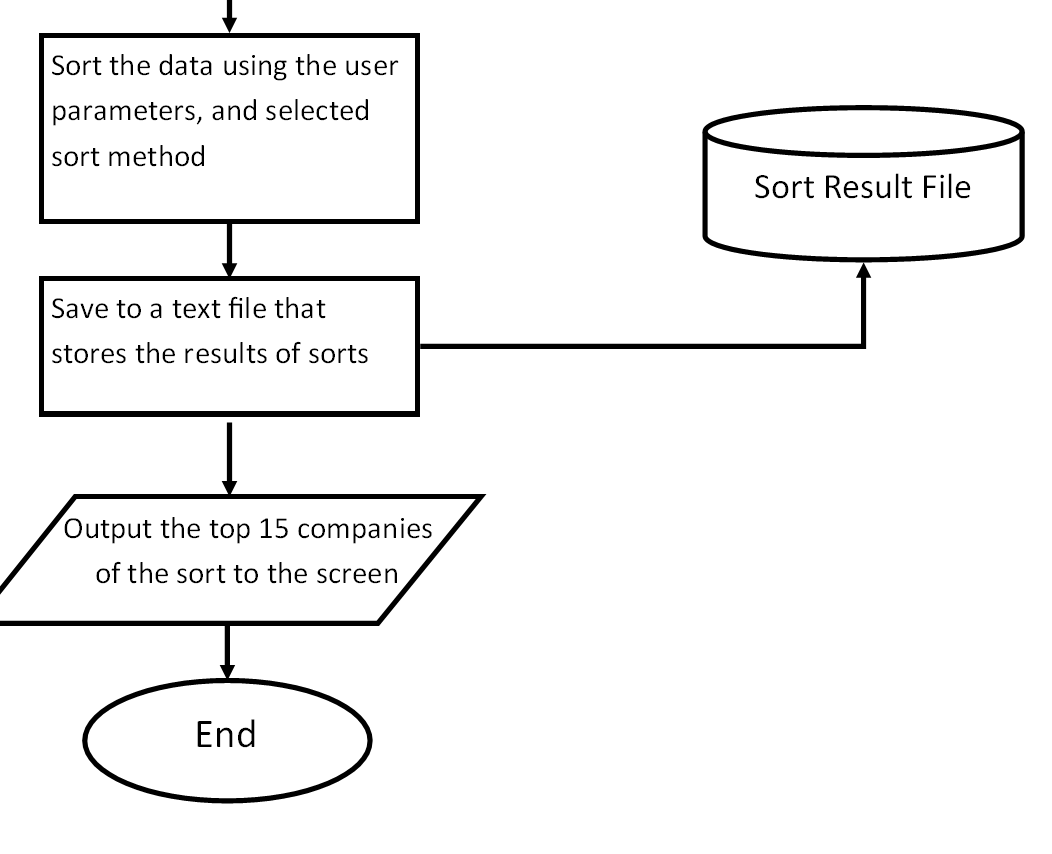 Sort the data using the user
parameters, and selected
sort method
Sort Result File
Save to a text file that
stores the results of sorts
Output the top 15 companies
of the sort to the screen
End